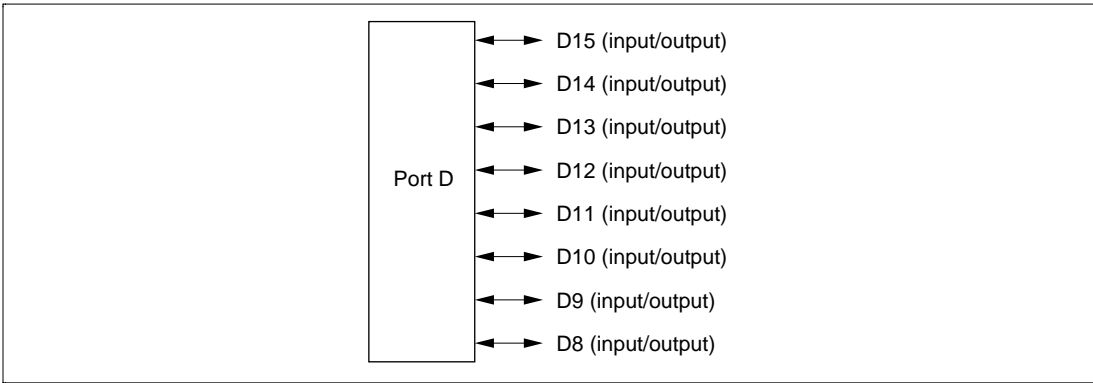 D15 (input/output)
D14 (input/output)
D13 (input/output)
D12 (input/output)
Port D
D11 (input/output)
D10 (input/output)
D9 (input/output)
D8 (input/output)